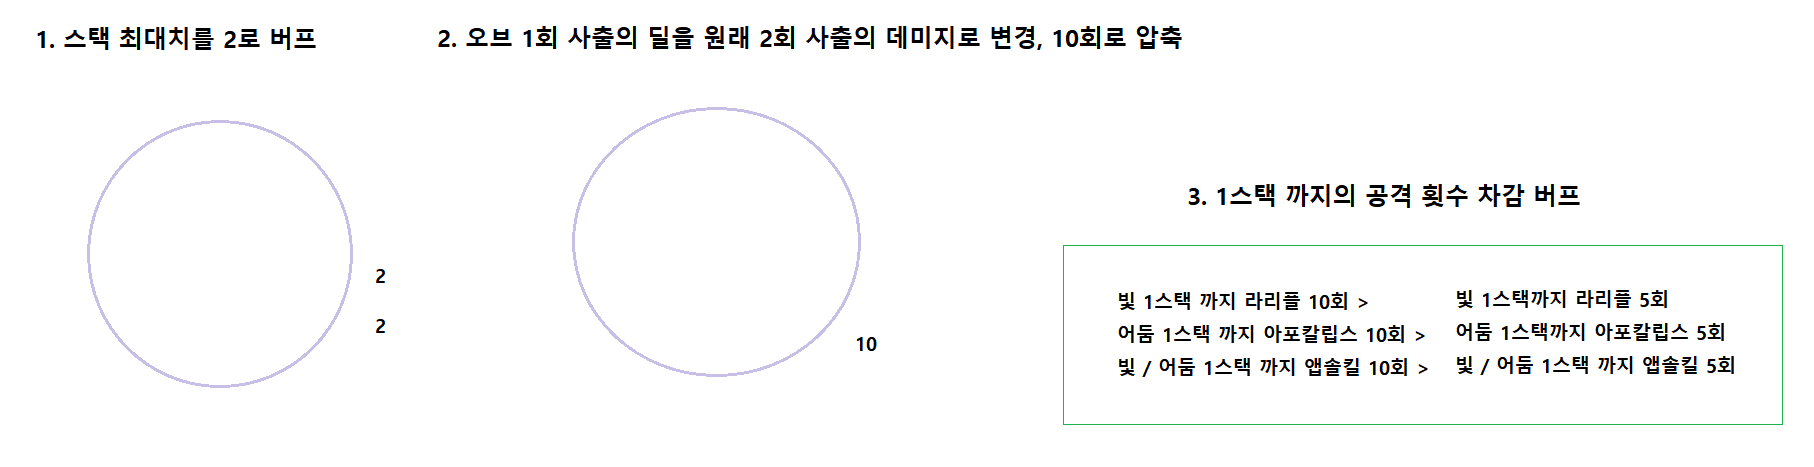 1. 스택 최대치를 2로 버프
2. 오브 1회 사출의 딜을 원래 2회 사출의 데미지로 변경, 10회로 압축
2
2
10
3. 1스택 까지의 공격 횟수 차감 버프
빛 1스택 까지 라리플 10회 >
어둠 1스택 까지 아포칼립스 10회 >
빛 / 어둠 1스택 까지 앱솔킬 10회 >
빛 1스택까지 라리플 5회
어둠 1스택까지 아포칼립스 5회
빛 / 어둠 1스택 까지 앱솔킬 5회